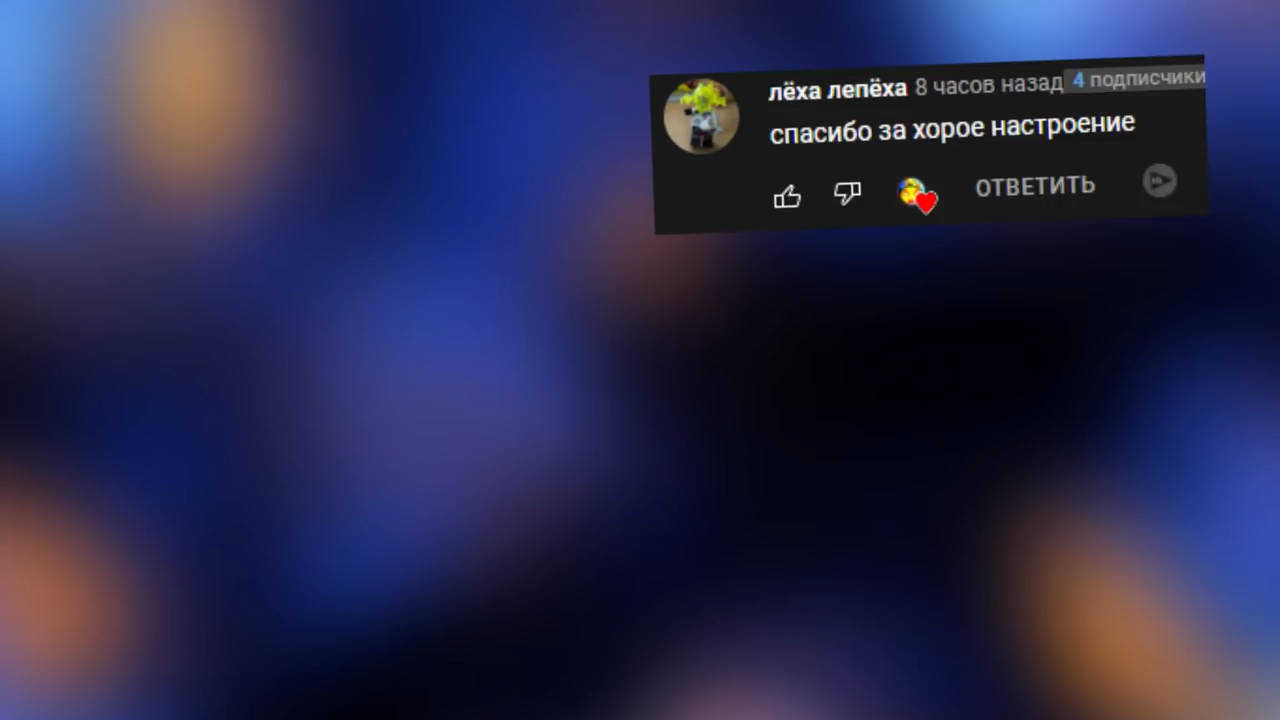 лёха лепёха 8 часов назад 4 подписчики
спасибо за хорое настроение
ОТВЕТИТЬ